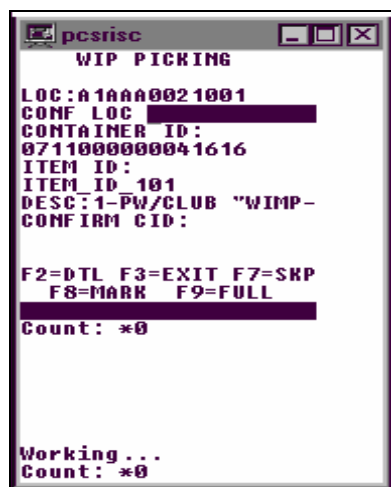 pcsrisc
WIP PICKING
LOC:A1AAA0021001
CONF LOC
CONTAINER ID:
0711000000041616
ITEM ID:
ITEM_ID_101
DESC:1-PW/CLUB "WIMP-
CONFIRM CID:
F2=DTL F3=EXIT F7=SKP
F8=MARK F9=FULL
Count: *0
Working...
Count: *0